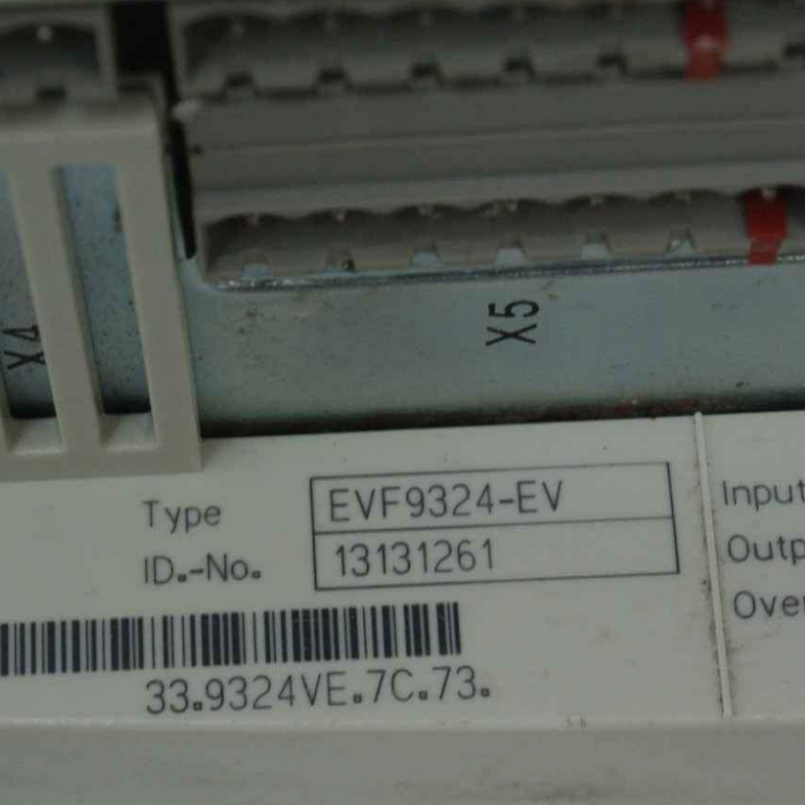 X4
X5
Type EVF9324-EV
ID.-No. 13131261
33.9324VE.7C.73.
Input
Outp
Over